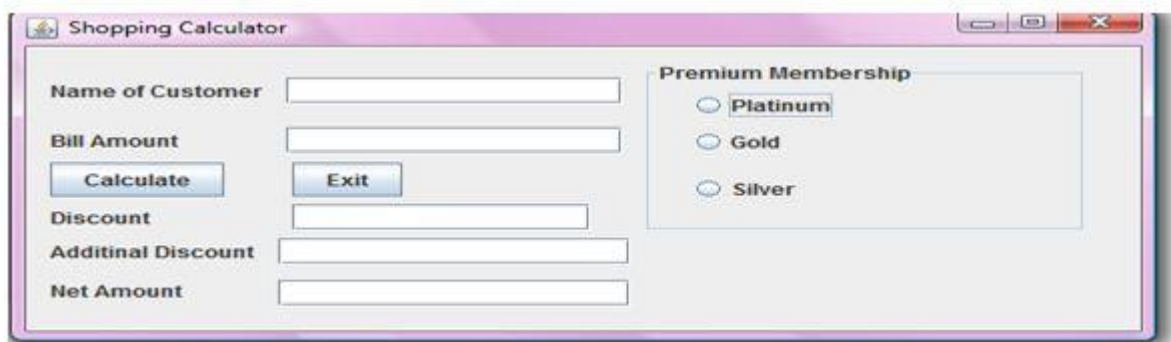 Shopping Calculator
Name of Customer
Bill Amount
Calculate
Exit
Discount
Additinal Discount
Net Amount
Premium Membership
Platinum
Gold
Silver